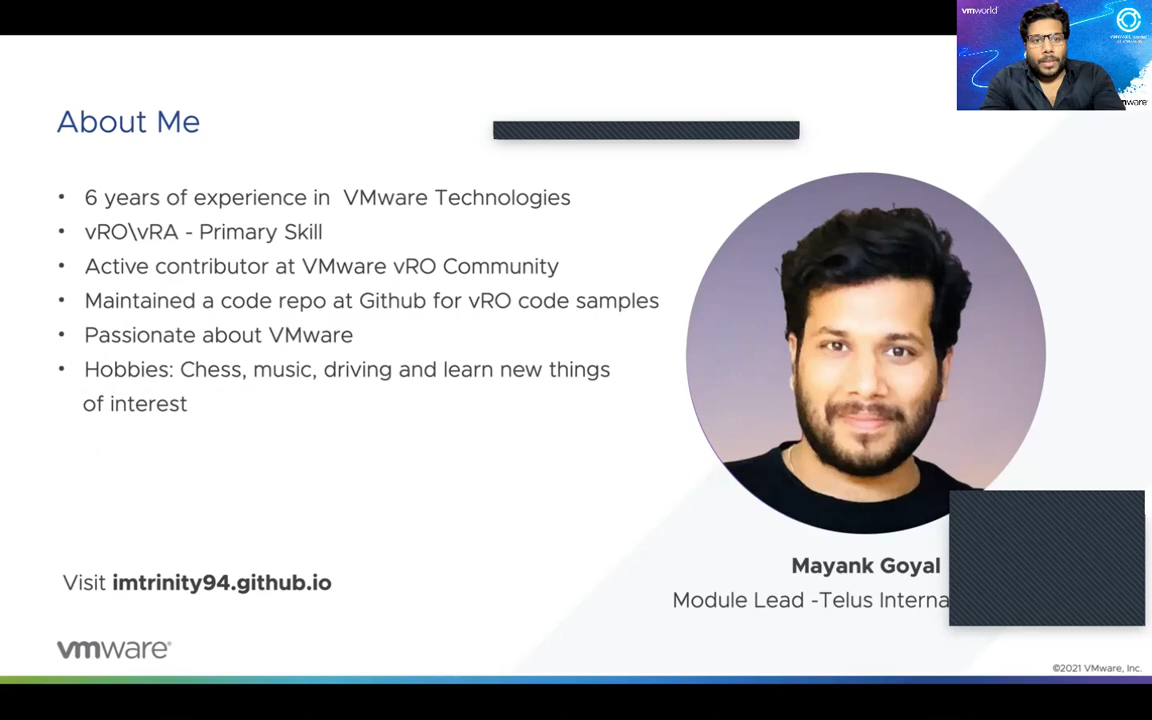 vmworld
About Me
• 6 years of experience in VMware Technologies
• vRO\vRA - Primary Skill
• Active contributor at VMware vRO Community
• Maintained a code repo at Github for vRO code samples
• Passionate about VMware
• Hobbies: Chess, music, driving and learn new things
of interest
Mayank Goyal
Module Lead -Telus Interna
Visit imtrinity94.github.io
vmware
©2021 VMware, Inc.